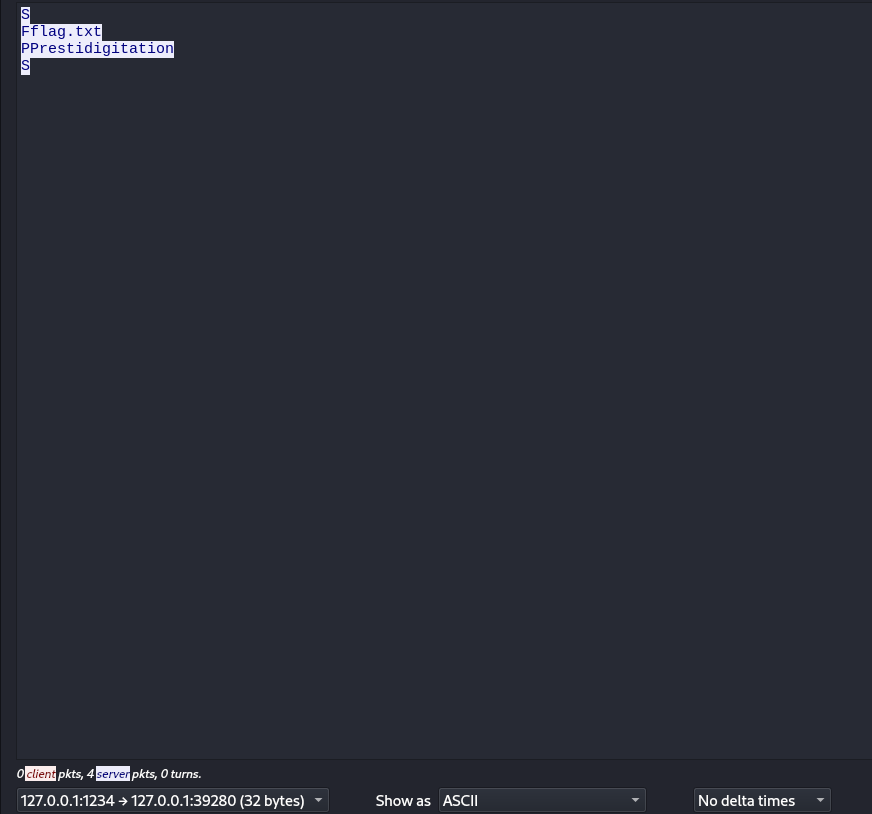 S
Fflag.txt
PPrestidigitation
S
0 client pkts, 4 server pkts, 0 turns.
127.0.0.1:1234 → 127.0.0.1:39280 (32 bytes) Show as ASCII No delta times